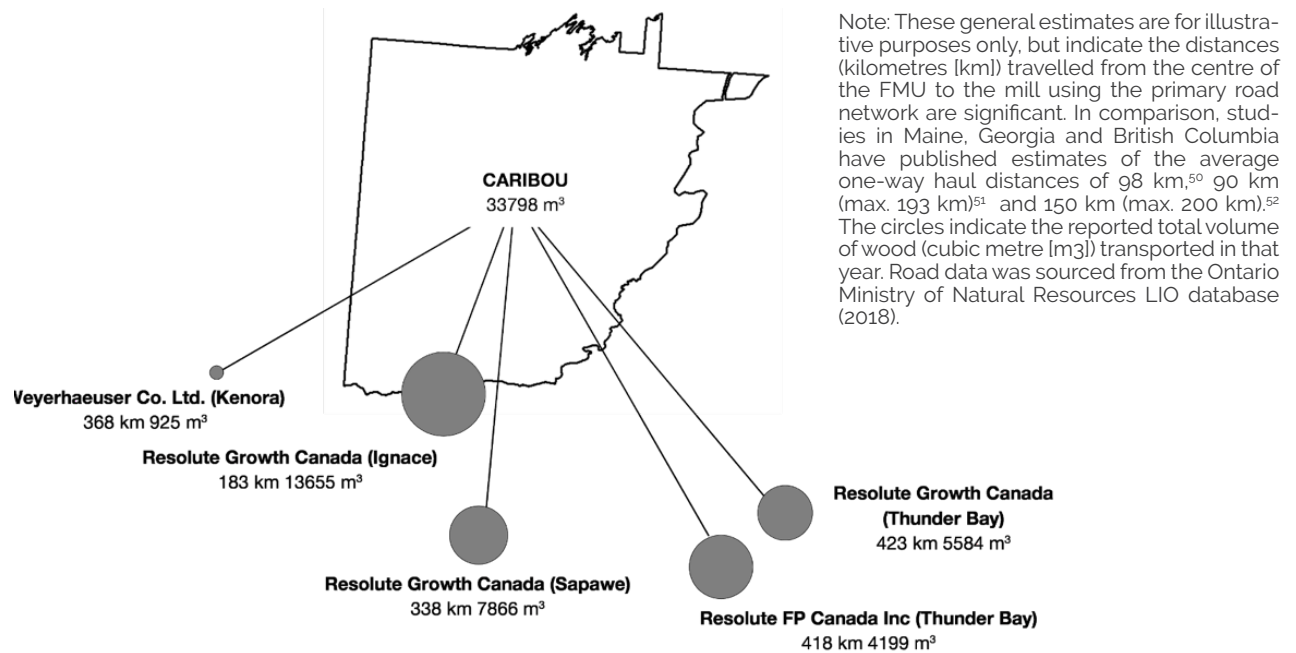 Note: These general estimates are for illustra-
tive purposes only, but indicate the distances
(kilometres [km]) travelled from the centre of
the FMU to the mill using the primary road
network are significant. In comparison, stud-
ies in Maine, Georgia and British Columbia
have published estimates of the average
one-way haul distances of 98 km,⁵⁰ 90 km
(max. 193 km)⁵¹ and 150 km (max. 200 km).⁵²
The circles indicate the reported total volume
of wood (cubic metre [m3]) transported in that
year. Road data was sourced from the Ontario
Ministry of Natural Resources LIO database
(2018).
CARIBOU
33798 m³
Veyerhaeuser Co. Ltd. (Kenora)
368 km 925 m³
Resolute Growth Canada (Ignace)
183 km 13655 m³
Resolute Growth Canada (Sapawe)
338 km 7866 m³
Resolute Growth Canada
(Thunder Bay)
423 km 5584 m³
Resolute FP Canada Inc (Thunder Bay)
418 km 4199 m³